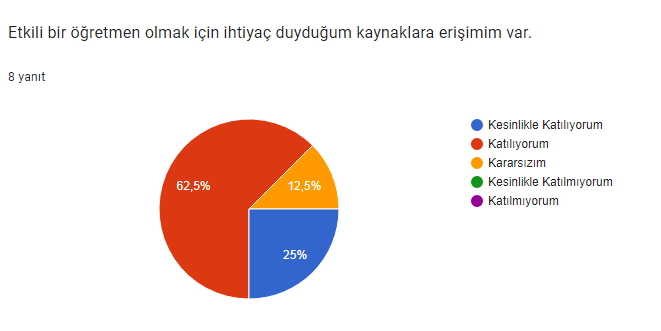 Etkili bir öğretmen olmak için ihtiyaç duyduğum kaynaklara erişimim var.
8 yanıt
Kesinlikle Katılıyorum
Katılıyorum
Kararsızım
Kesinlikle Katılmıyorum
Katılmıyorum
62,5%
12,5%
25%